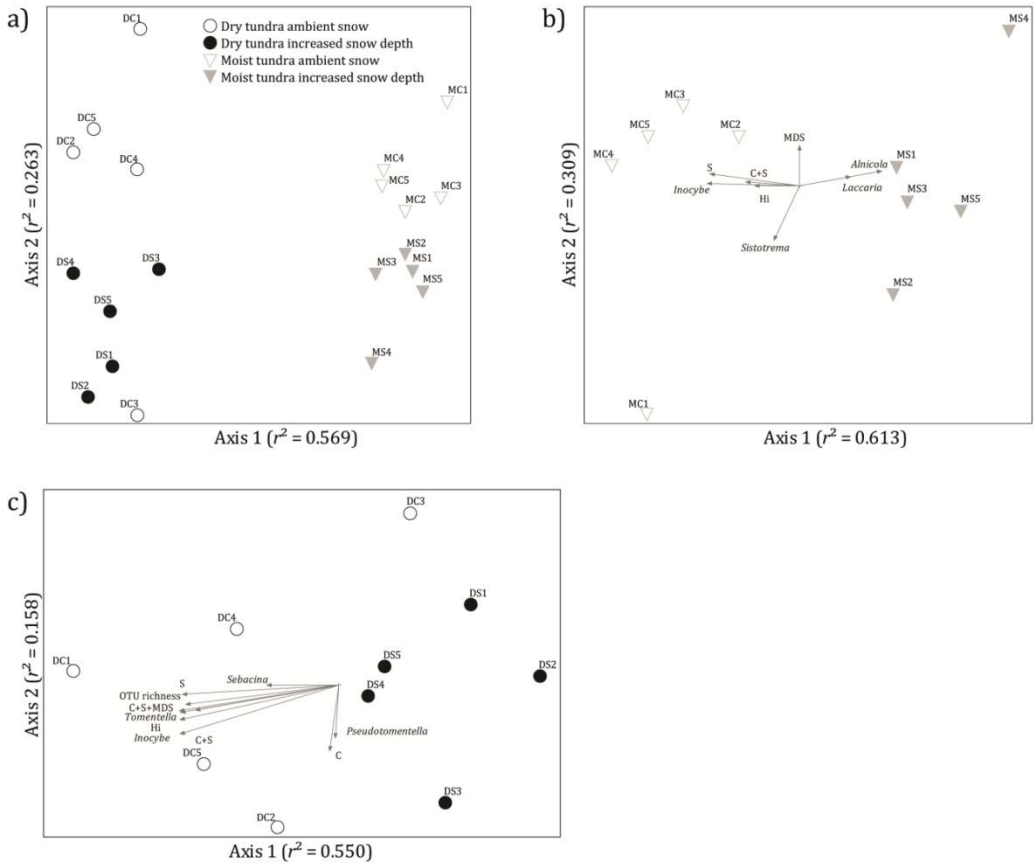 a)
DC1
Dry tundra ambient snow
Dry tundra increased snow depth
Moist tundra ambient snow
Moist tundra increased snow depth
MC1
DC5
DC2
DC4
MC4
MC5
MC3
MC2
DS4
DS3
MS2
MS3
MS1
MS5
DS5
DS1
MS4
DS2
DC3
Axis 2 (r² = 0.263)
Axis 1 (r² = 0.569)
b)
MS4
MC3
MC5
MC2
MC4
MDS
MS1
Alnicola
S
C+S
Laccaria
Inocybe
Hi
MS3
MS5
Sistotrema
MS2
MC1
Axis 2 (r² = 0.309)
Axis 1 (r² = 0.613)
c)
DC3
DS1
DC4
DC1
DS5
DS2
Sebacina
S
DS4
OTU richness
C+S+MDS
Tomentella
Hi
Pseudotomentella
Inocybe
C+S
C
DC5
DS3
DC2
Axis 2 (r² = 0.158)
Axis 1 (r² = 0.550)